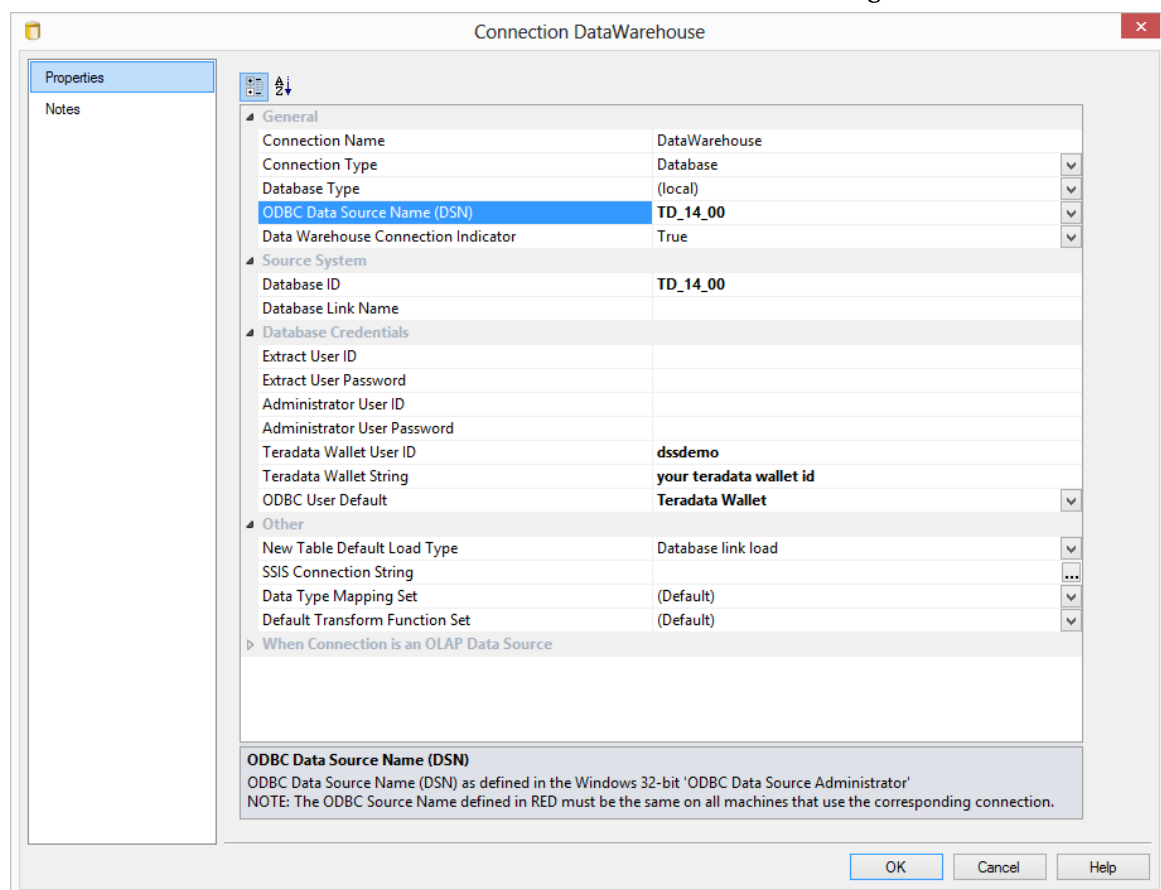 Connection DataWarehouse
Properties
Notes
General
Connection Name DataWarehouse
Connection Type Database
Database Type (local)
ODBC Data Source Name (DSN) TD_14_00
Data Warehouse Connection Indicator True
Source System
Database ID TD_14_00
Database Link Name
Database Credentials
Extract User ID
Extract User Password
Administrator User ID
Administrator User Password
Teradata Wallet User ID dssdemo
Teradata Wallet String your teradata wallet id
ODBC User Default Teradata Wallet
Other
New Table Default Load Type Database link load
SSIS Connection String ...
Data Type Mapping Set (Default)
Default Transform Function Set (Default)
When Connection is an OLAP Data Source
ODBC Data Source Name (DSN)
ODBC Data Source Name (DSN) as defined in the Windows 32-bit 'ODBC Data Source Administrator'
NOTE: The ODBC Source Name defined in RED must be the same on all machines that use the corresponding connection.
OK Cancel Help